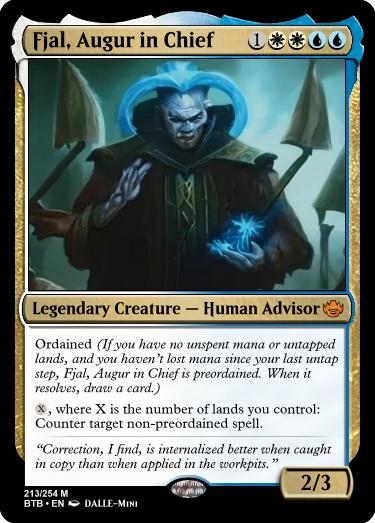 Fjal, Augur in Chief 1
Legendary Creature — Human Advisor
Ordained (If you have no unspent mana or untapped
lands, and you haven't lost mana since your last untap
step, Fjal, Augur in Chief is preordained. When it
resolves, draw a card.)
X, where X is the number of lands you control:
Counter target non-preordained spell.
“Correction, I find, is internalized better when caught
in copy than when applied in the workpits.”
2/3
213/254 M
BTB • EN DALLE-Mini